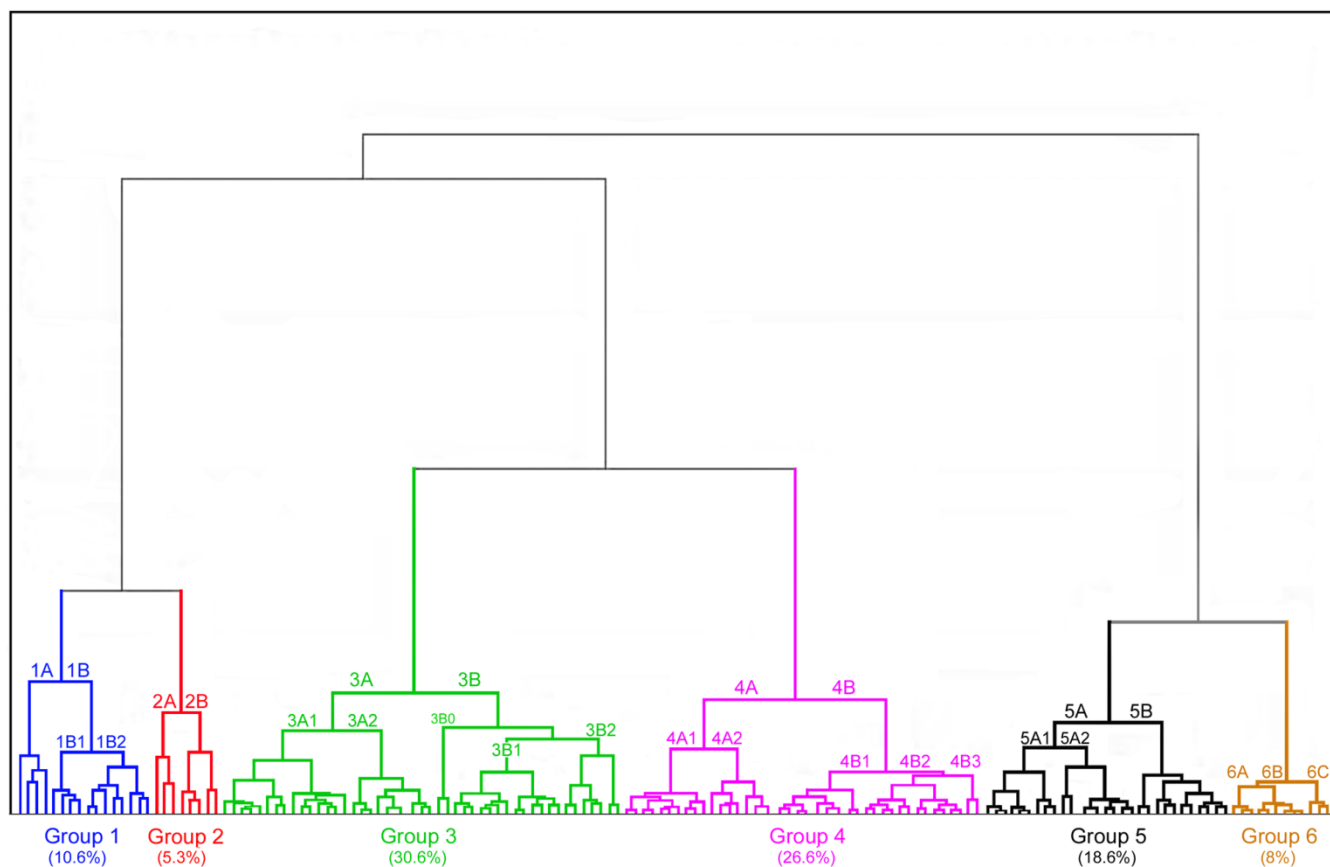 1A 1B
2A 2B
1B1 1B2
3A 3B
3A1 3A2
3B0
3B1
3B2
4A 4B
4A1 4A2
4B1 4B2 4B3
5A 5B
5A1 5A2
6A 6B 6C
Group 1 Group 2 Group 3 Group 4 Group 5 Group 6
(10.6%) (5.3%) (30.6%) (26.6%) (18.6%) (8%)